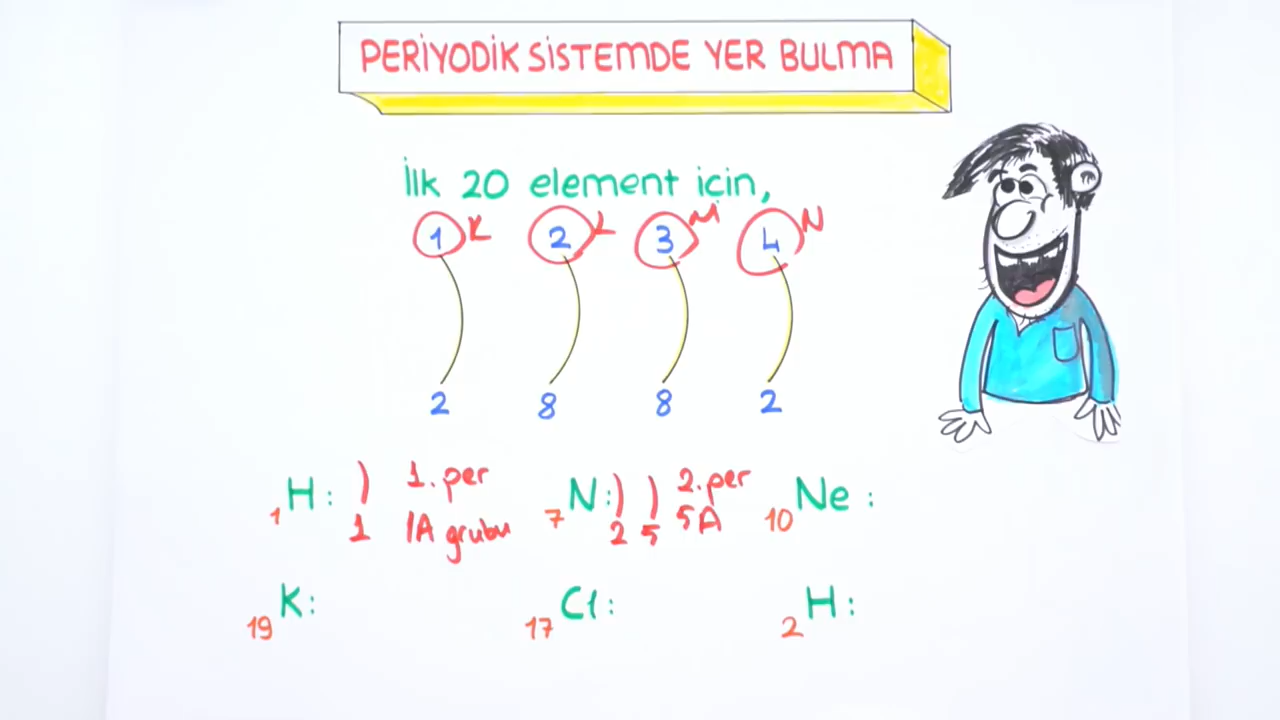 PERİYODİK SİSTEMDE YER BULMA
İlk 20 element için,
1 K 2 L 3 M 4 N
2 8 8 2
1H: ) 1. per 7N: ) ) 2. per 10Ne :
1 IA grubu 2 5 5A
19K: 17Cl : 2H :